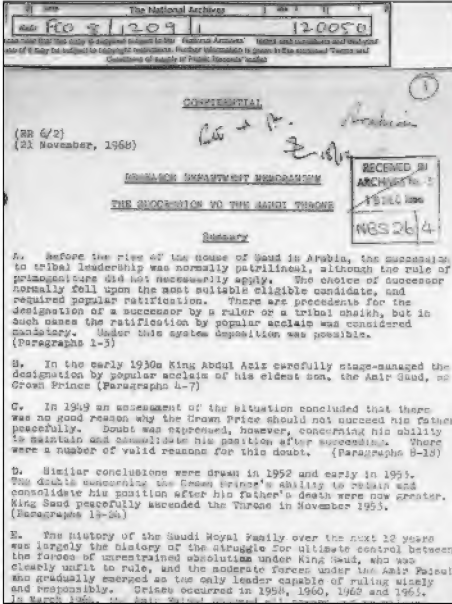 The National Archives
FCO 8/1209
120050
1
CONFIDENTIAL
Arabian
(RR 6/2)
(21 November, 1968)
RECEIVED IN
ARCHIVES No.
RESEARCH DEPARTMENT MEMORANDUM
THE SUCCESSION TO THE SAUDI THRONE
NBS 26/4
Summary
A. Before the rise of the House of Saud in Arabia, the succession
to tribal leadership was normally patrilineal, although the rule of
primogeniture did not necessarily apply. The choice of successor
normally fell upon the most suitable eligible candidate, and
required popular ratification. There are precedents for the
designation of a successor by a ruler or a tribal shaikh, but in
such cases the ratification by popular acclaim was considered
mandatory. Under this system deposition was possible.
(Paragraphs 1-3)
B. In the early 1930s King Abdul Aziz carefully stage-managed the
designation by popular acclaim of his eldest son, the Amir Saud, as
Crown Prince (Paragraphs 4-7)
C. In 1949 an assessment of the situation concluded that there
was no good reason why the Crown Price should not succeed his father
peacefully. Doubt was expressed, however, concerning his ability
to maintain and consolidate his position after succeeding. There
were a number of valid reasons for this doubt. (Paragraphs 8-18)
D. Similar conclusions were drawn in 1952 and early in 1953.
The doubts concerning the Crown Prince's ability to retain and
consolidate his position after his father's death were now greater.
King Saud peacefully ascended the Throne in November 1953.
(Paragraphs
E. The history of the Saudi Royal Family over the next 12 years
was largely the history of the struggle for ultimate control between
the forces of unrestrained absolutism under King Saud, who was
clearly unfit to rule, and the moderate forces under the Amir Faisal
who gradually emerged as the only leader capable of ruling wisely
and responsibly. Crises occurred in 1958, 1960, 1962 and 1963.
In March 1964, the Amir Faisal